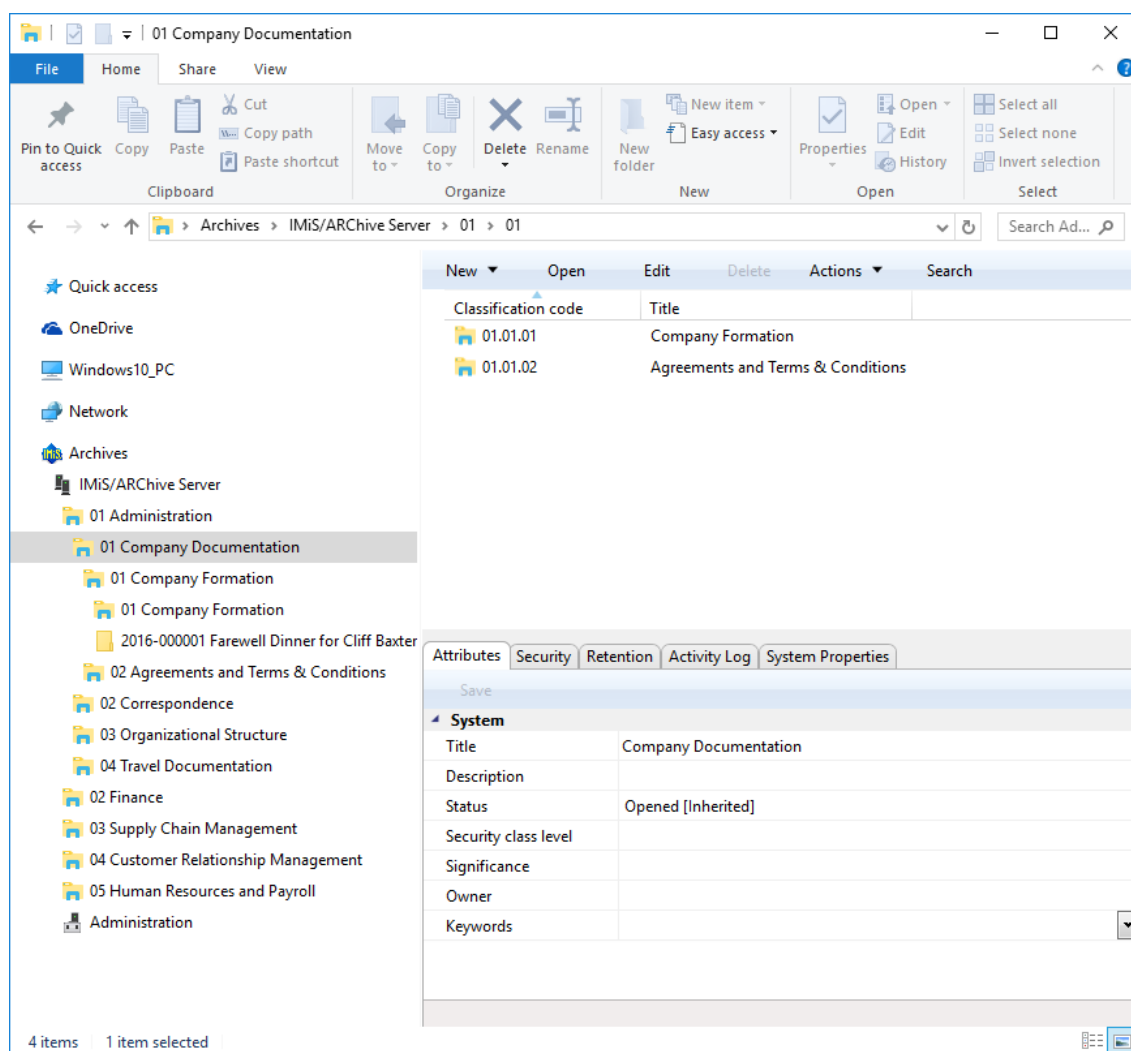 01 Company Documentation
File Home Share View
Pin to Quick access
Copy
Paste
Cut
Copy path
Paste shortcut
Clipboard
Move to
Copy to
Delete
Rename
Organize
New folder
New item
Easy access
New
Properties
Open
Edit
History
Open
Select all
Select none
Invert selection
Select
Archives > IMiS/ARChive Server > 01 > 01
Search Ad...
Quick access
OneDrive
Windows10_PC
Network
Archives
IMiS/ARChive Server
01 Administration
01 Company Documentation
01 Company Formation
01 Company Formation
2016-000001 Farewell Dinner for Cliff Baxter
02 Agreements and Terms & Conditions
02 Correspondence
03 Organizational Structure
04 Travel Documentation
02 Finance
03 Supply Chain Management
04 Customer Relationship Management
05 Human Resources and Payroll
Administration
New Open Edit Delete Actions Search
Classification code Title
01.01.01 Company Formation
01.01.02 Agreements and Terms & Conditions
Attributes Security Retention Activity Log System Properties
Save
System
Title Company Documentation
Description
Status Opened [Inherited]
Security class level
Significance
Owner
Keywords
4 items 1 item selected